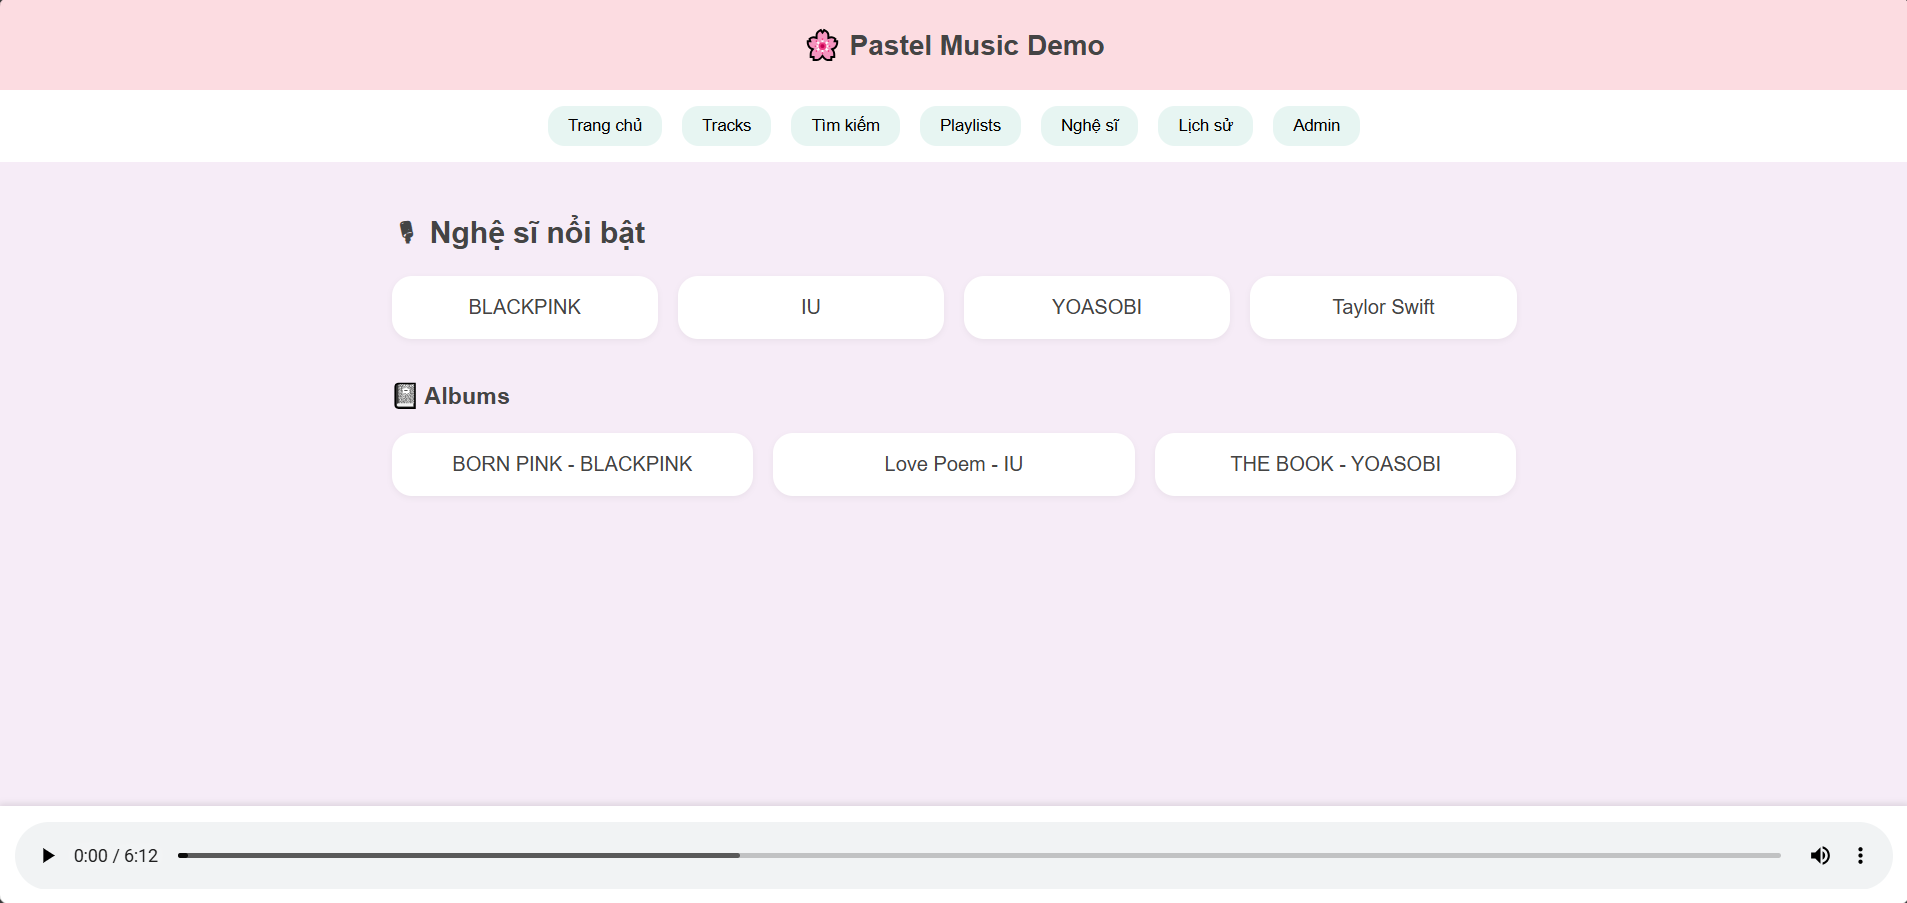 🌸 Pastel Music Demo
Trang chủ Tracks Tìm kiếm Playlists Nghệ sĩ Lịch sử Admin
🎙 Nghệ sĩ nổi bật
BLACKPINK IU YOASOBI Taylor Swift
📓 Albums
BORN PINK - BLACKPINK Love Poem - IU THE BOOK - YOASOBI
0:00 / 6:12